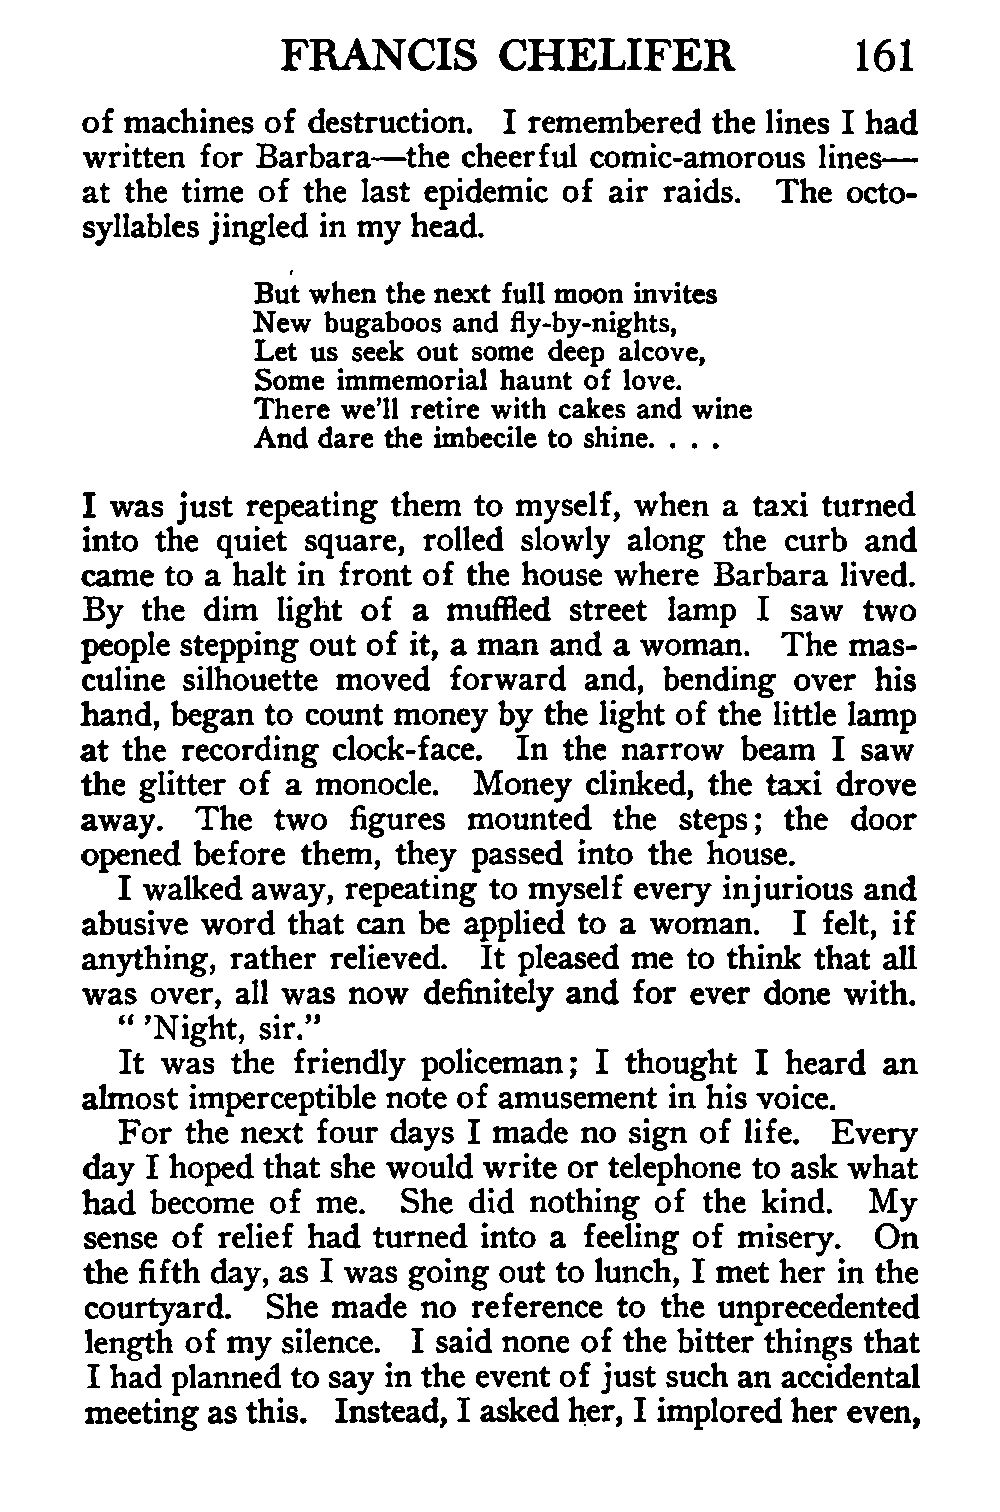 FRANCIS CHELIFER 161
of machines of destruction. I remembered the lines I had
written for Barbara—the cheerful comic-amorous lines—
at the time of the last epidemic of air raids. The octo-
syllables jingled in my head.
But when the next full moon invites
New bugaboos and fly-by-nights,
Let us seek out some deep alcove,
Some immemorial haunt of love.
There we'll retire with cakes and wine
And dare the imbecile to shine. . . .
I was just repeating them to myself, when a taxi turned
into the quiet square, rolled slowly along the curb and
came to a halt in front of the house where Barbara lived.
By the dim light of a muffled street lamp I saw two
people stepping out of it, a man and a woman. The mas-
culine silhouette moved forward and, bending over his
hand, began to count money by the light of the little lamp
at the recording clock-face. In the narrow beam I saw
the glitter of a monocle. Money clinked, the taxi drove
away. The two figures mounted the steps; the door
opened before them, they passed into the house.
I walked away, repeating to myself every injurious and
abusive word that can be applied to a woman. I felt, if
anything, rather relieved. It pleased me to think that all
was over, all was now definitely and for ever done with.
" 'Night, sir."
It was the friendly policeman; I thought I heard an
almost imperceptible note of amusement in his voice.
For the next four days I made no sign of life. Every
day I hoped that she would write or telephone to ask what
had become of me. She did nothing of the kind. My
sense of relief had turned into a feeling of misery. On
the fifth day, as I was going out to lunch, I met her in the
courtyard. She made no reference to the unprecedented
length of my silence. I said none of the bitter things that
I had planned to say in the event of just such an accidental
meeting as this. Instead, I asked her, I implored her even,